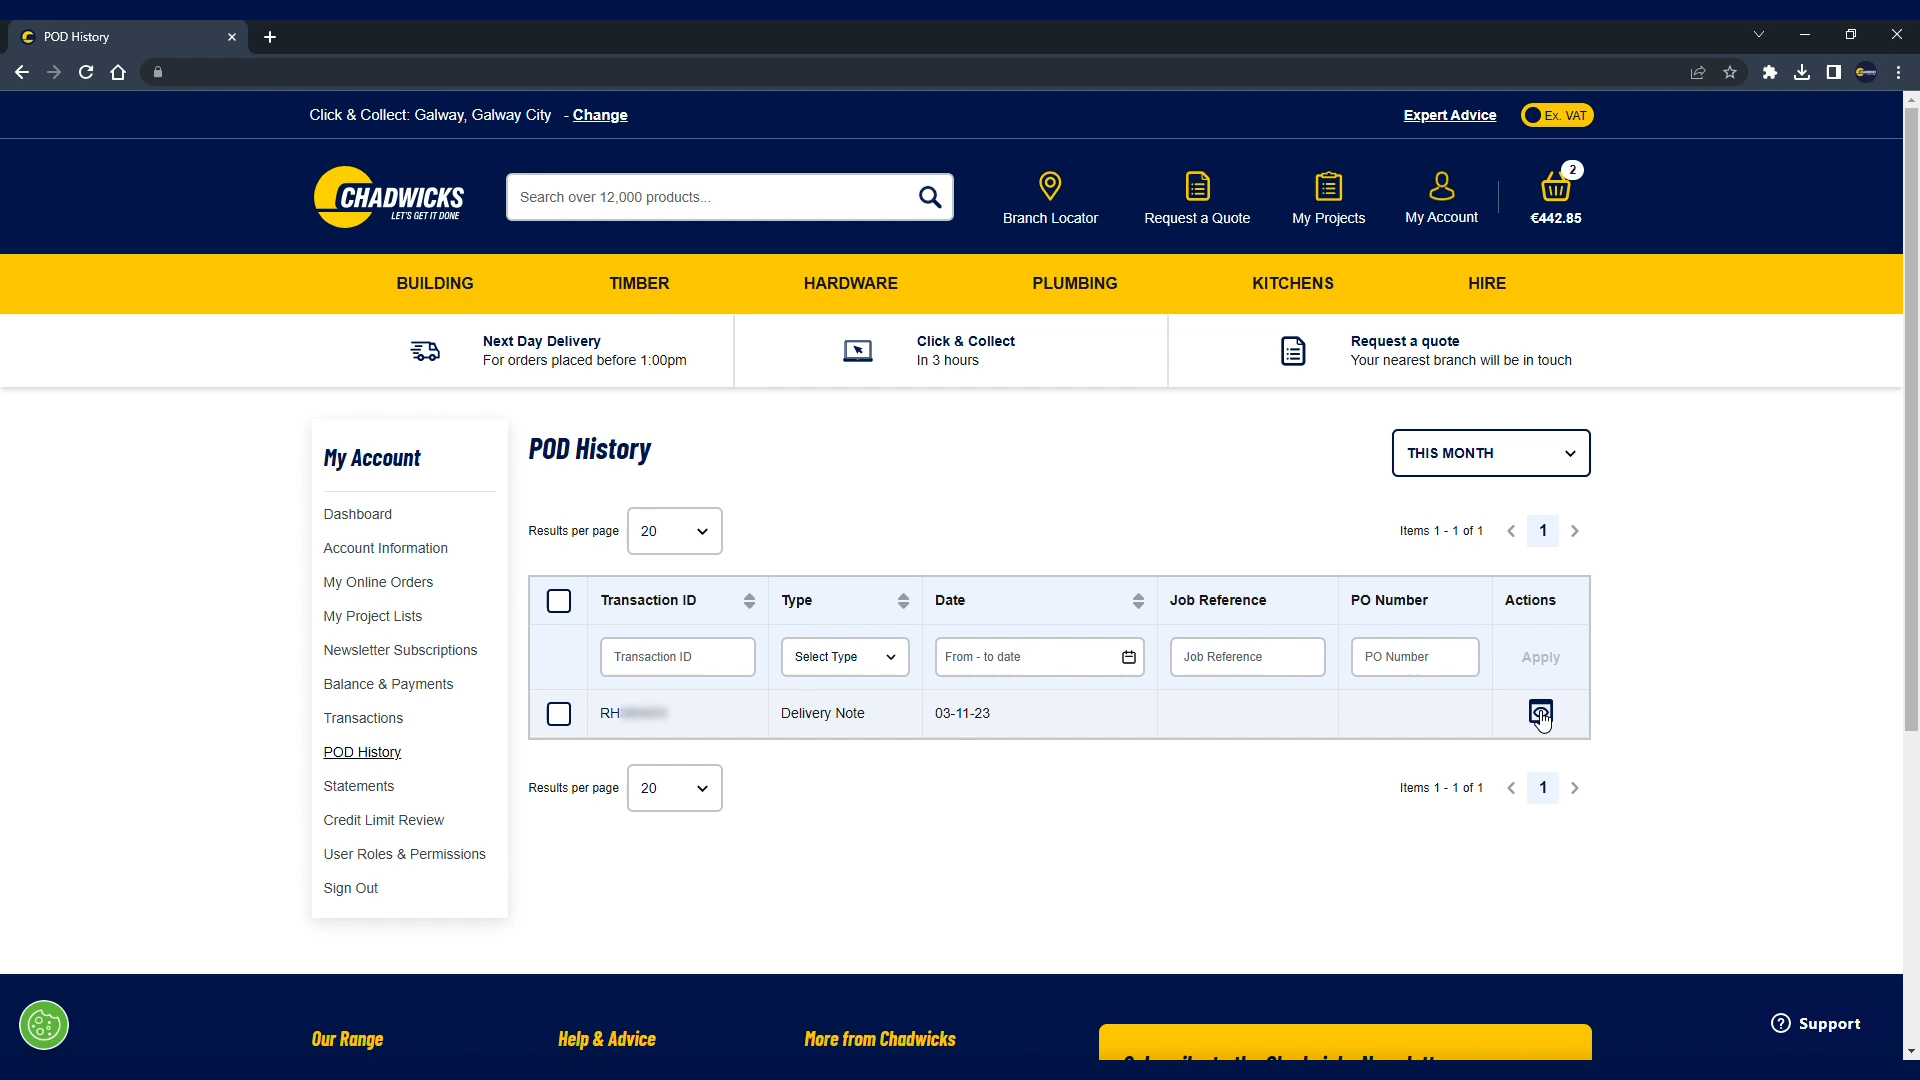 POD History
Click & Collect: Galway, Galway City - Change
Expert Advice
Ex. VAT
CHADWICKS
LET'S GET IT DONE
Search over 12,000 products...
Branch Locator
Request a Quote
My Projects
My Account
2
€442.85
BUILDING
TIMBER
HARDWARE
PLUMBING
KITCHENS
HIRE
Next Day Delivery
For orders placed before 1:00pm
Click & Collect
In 3 hours
Request a quote
Your nearest branch will be in touch
My Account
Dashboard
Account Information
My Online Orders
My Project Lists
Newsletter Subscriptions
Balance & Payments
Transactions
POD History
Statements
Credit Limit Review
User Roles & Permissions
Sign Out
POD History
THIS MONTH
Results per page 20
Items 1 - 1 of 1 1
Transaction ID Type Date Job Reference PO Number Actions
Transaction ID Select Type From - to date Job Reference PO Number Apply
RH Delivery Note 03-11-23
Results per page 20
Items 1 - 1 of 1 1
Our Range
Help & Advice
More from Chadwicks
Support